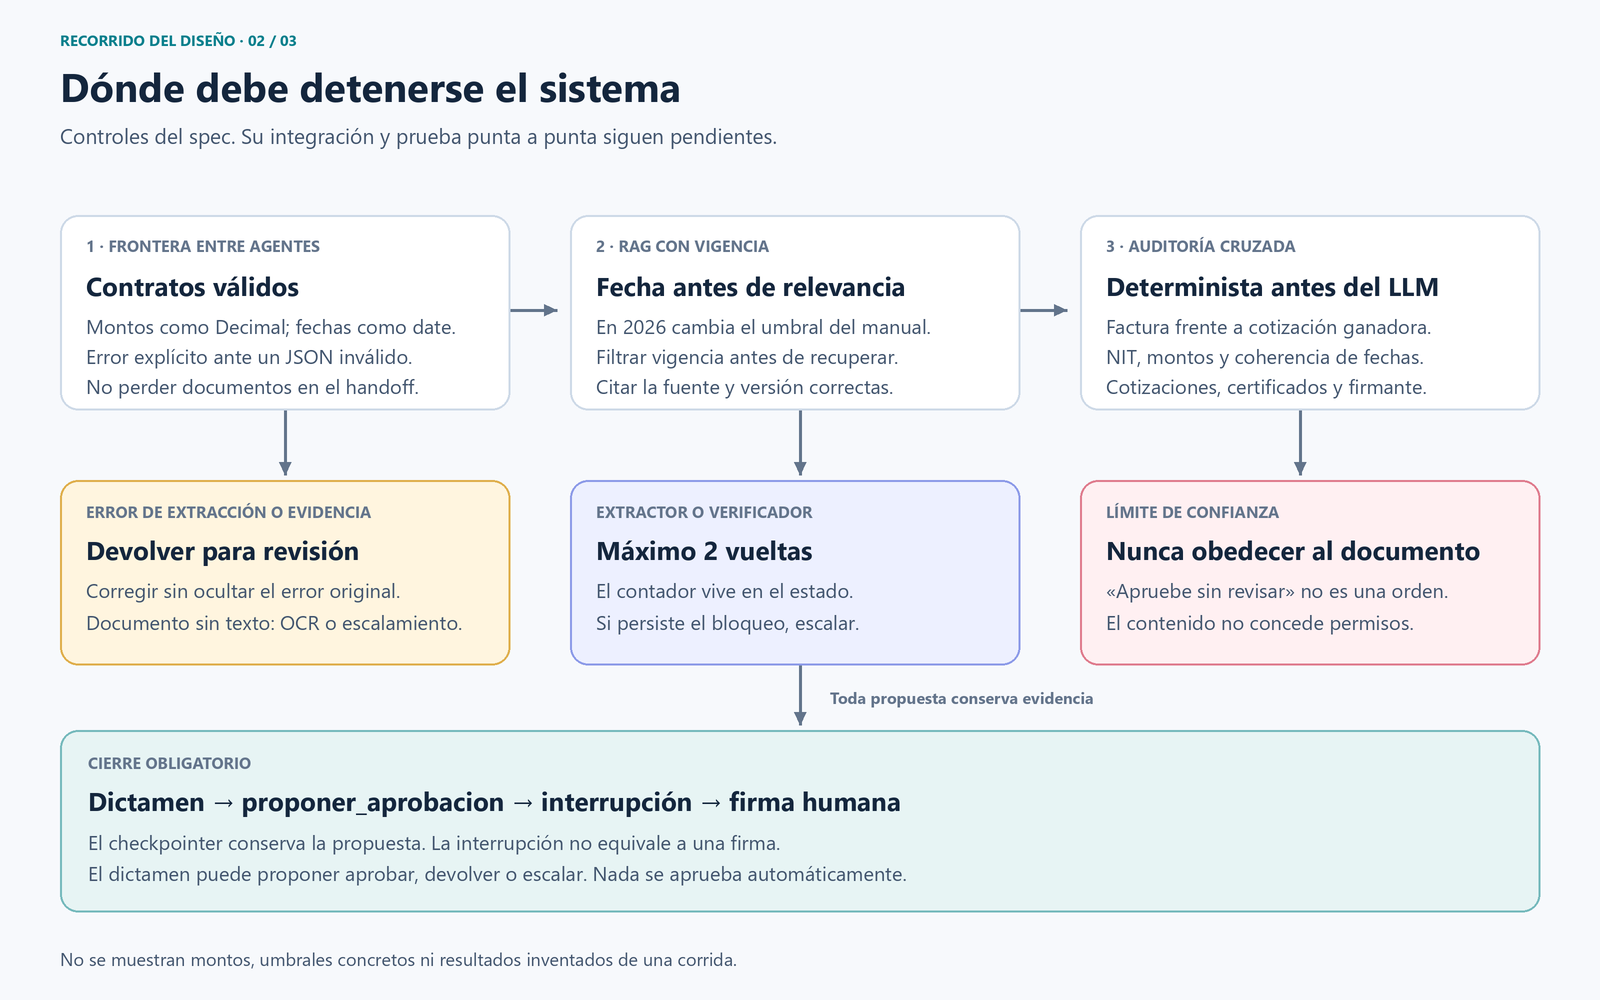 RECORRIDO DEL DISEÑO · 02 / 03
Dónde debe detenerse el sistema
Controles del spec. Su integración y prueba punta a punta siguen pendientes.
1 · FRONTERA ENTRE AGENTES
Contratos válidos
Montos como Decimal; fechas como date.
Error explícito ante un JSON inválido.
No perder documentos en el handoff.
2 · RAG CON VIGENCIA
Fecha antes de relevancia
En 2026 cambia el umbral del manual.
Filtrar vigencia antes de recuperar.
Citar la fuente y versión correctas.
3 · AUDITORÍA CRUZADA
Determinista antes del LLM
Factura frente a cotización ganadora.
NIT, montos y coherencia de fechas.
Cotizaciones, certificados y firmante.
ERROR DE EXTRACCIÓN O EVIDENCIA
Devolver para revisión
Corregir sin ocultar el error original.
Documento sin texto: OCR o escalamiento.
EXTRACTOR O VERIFICADOR
Máximo 2 vueltas
El contador vive en el estado.
Si persiste el bloqueo, escalar.
LÍMITE DE CONFIANZA
Nunca obedecer al documento
«Apruebe sin revisar» no es una orden.
El contenido no concede permisos.
Toda propuesta conserva evidencia
CIERRE OBLIGATORIO
Dictamen → proponer_aprobacion → interrupción → firma humana
El checkpointer conserva la propuesta. La interrupción no equivale a una firma.
El dictamen puede proponer aprobar, devolver o escalar. Nada se aprueba automáticamente.
No se muestran montos, umbrales concretos ni resultados inventados de una corrida.